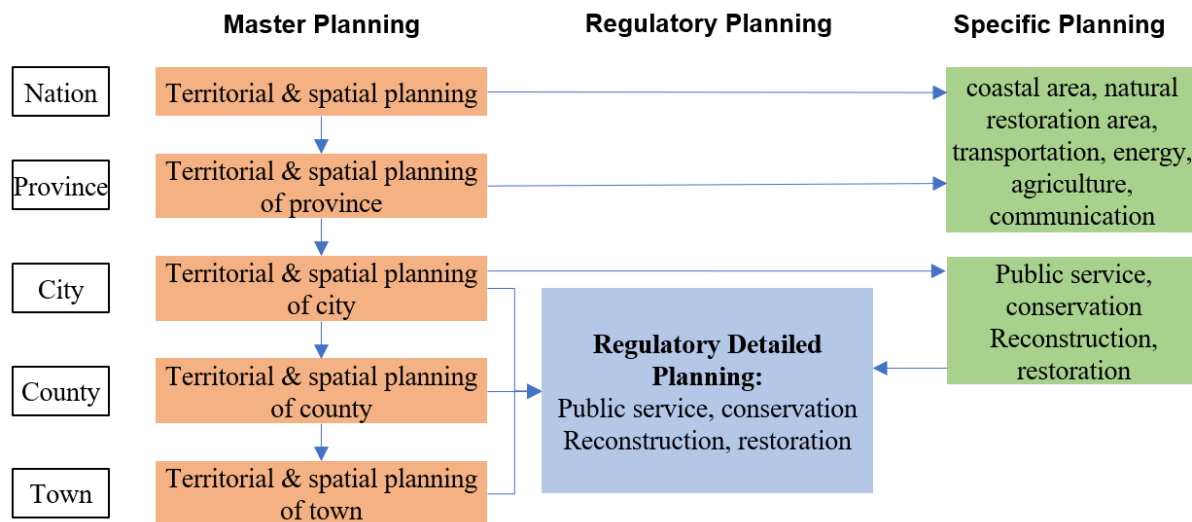 Master Planning
Regulatory Planning
Specific Planning
Nation
Territorial & spatial planning
coastal area, natural
restoration area,
transportation, energy,
agriculture,
communication
Province
Territorial & spatial planning
of province
City
Territorial & spatial planning
of city
Public service,
conservation
Reconstruction,
restoration
Regulatory Detailed
Planning:
Public service, conservation
Reconstruction, restoration
County
Territorial & spatial planning
of county
Town
Territorial & spatial planning
of town